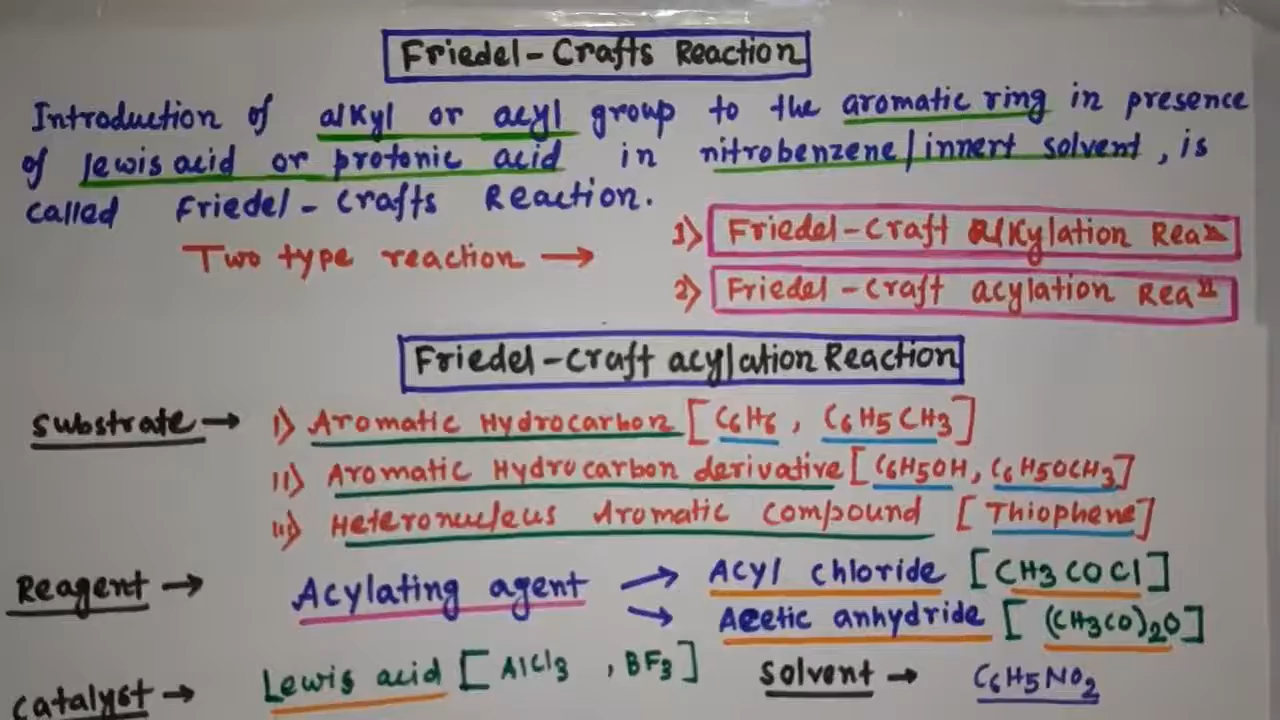 Friedel-Crafts Reaction
Introduction of alkyl or acyl group to the aromatic ring in presence
of lewis acid or protonic acid in nitrobenzene/innert solvent, is
called Friedel-Crafts Reaction.
Two type reaction → 1) Friedel-Craft alkylation Reaⁿ
2) Friedel-Craft acylation Reaⁿ
Friedel-Craft acylation Reaction
Substrate → i) Aromatic Hydrocarbon [C6H6, C6H5CH3]
ii) Aromatic Hydrocarbon derivative [C6H5OH, C6H5OCH3]
iii) Heteronucleus Aromatic compound [Thiophene]
Reagent → Acylating agent → Acyl chloride [CH3COCl]
→ Acetic anhydride [(CH3CO)2O]
Catalyst → Lewis acid [AlCl3, BF3] Solvent → C6H5NO2